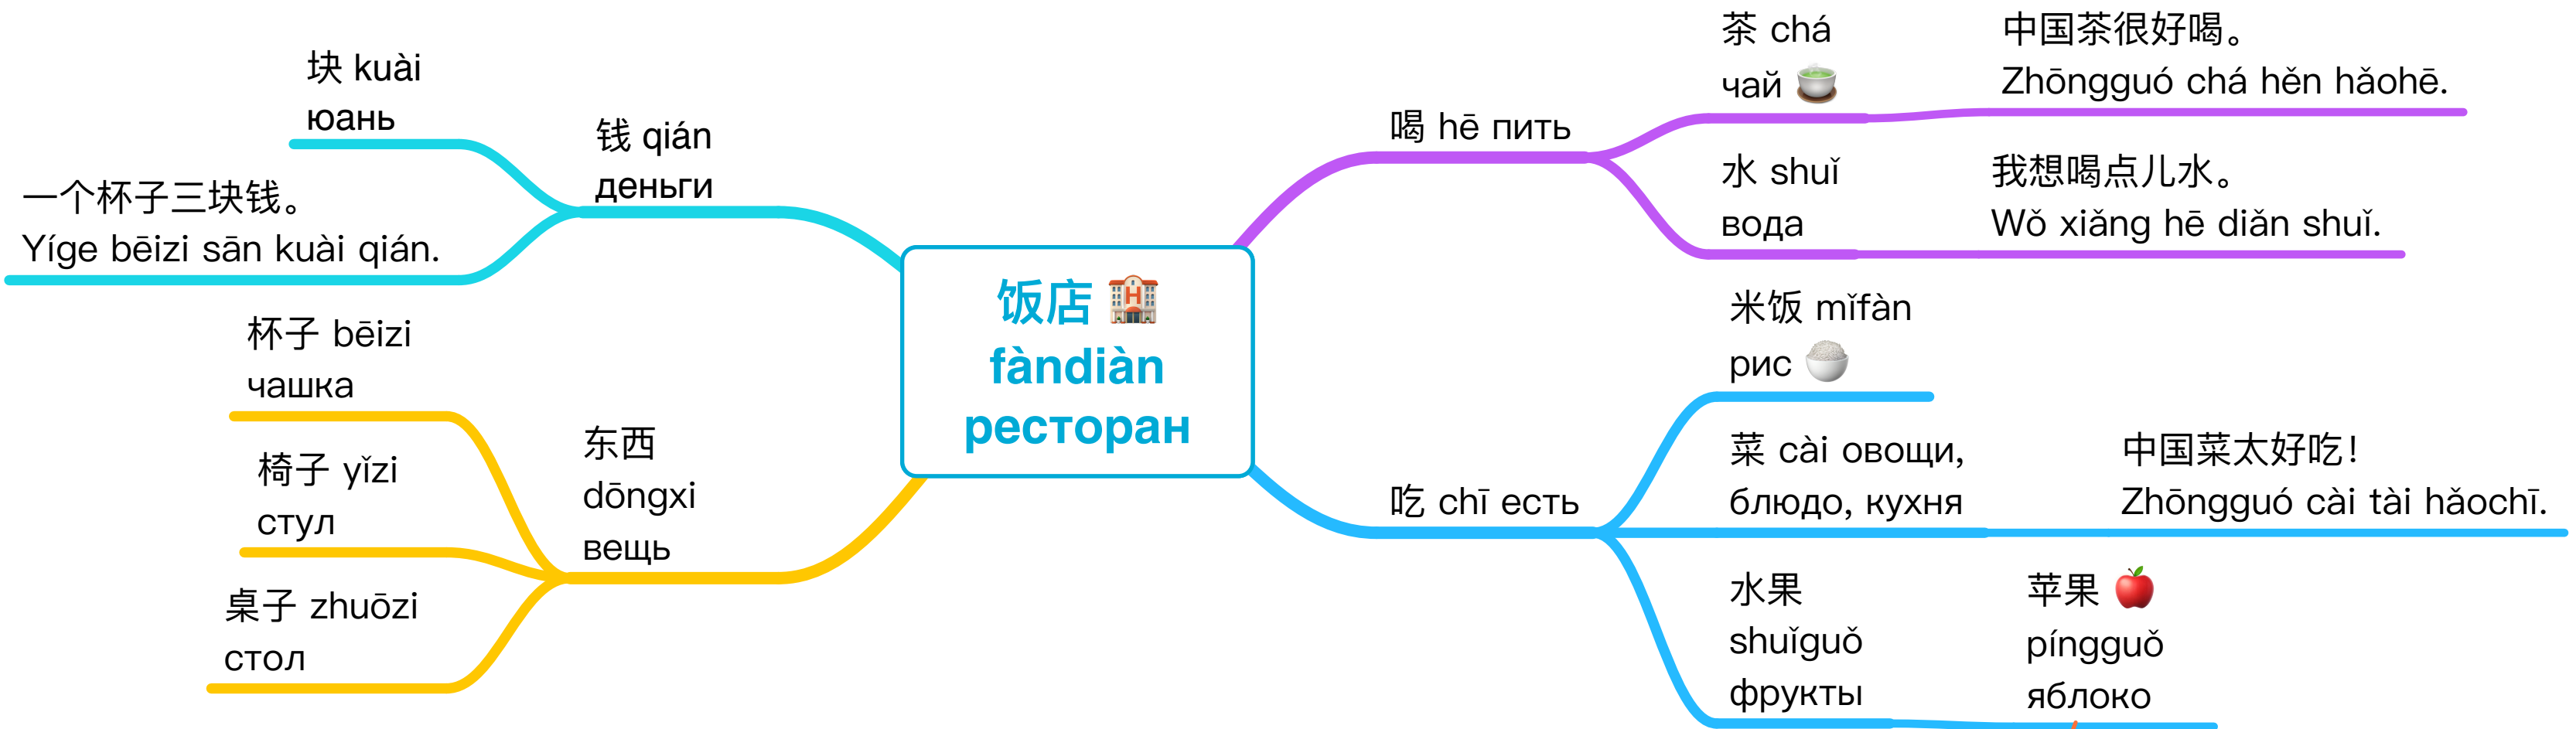 饭店 🏨
fàndiàn
ресторан
喝 hē пить
茶 chá
чай 🍵
中国茶很好喝。
Zhōngguó chá hěn hǎohē.
水 shuǐ
вода
我想喝点儿水。
Wǒ xiǎng hē diǎn shuǐ.
吃 chī есть
米饭 mǐfàn
рис 🍚
菜 cài овощи,
блюдо, кухня
中国菜太好吃！
Zhōngguó cài tài hǎochī.
水果
shuǐguǒ
фрукты
苹果 🍎
píngguǒ
яблоко
钱 qián
деньги
块 kuài
юань
一个杯子三块钱。
Yíge bēizi sān kuài qián.
东西
dōngxi
вещь
杯子 bēizi
чашка
椅子 yǐzi
стул
桌子 zhuōzi
стол